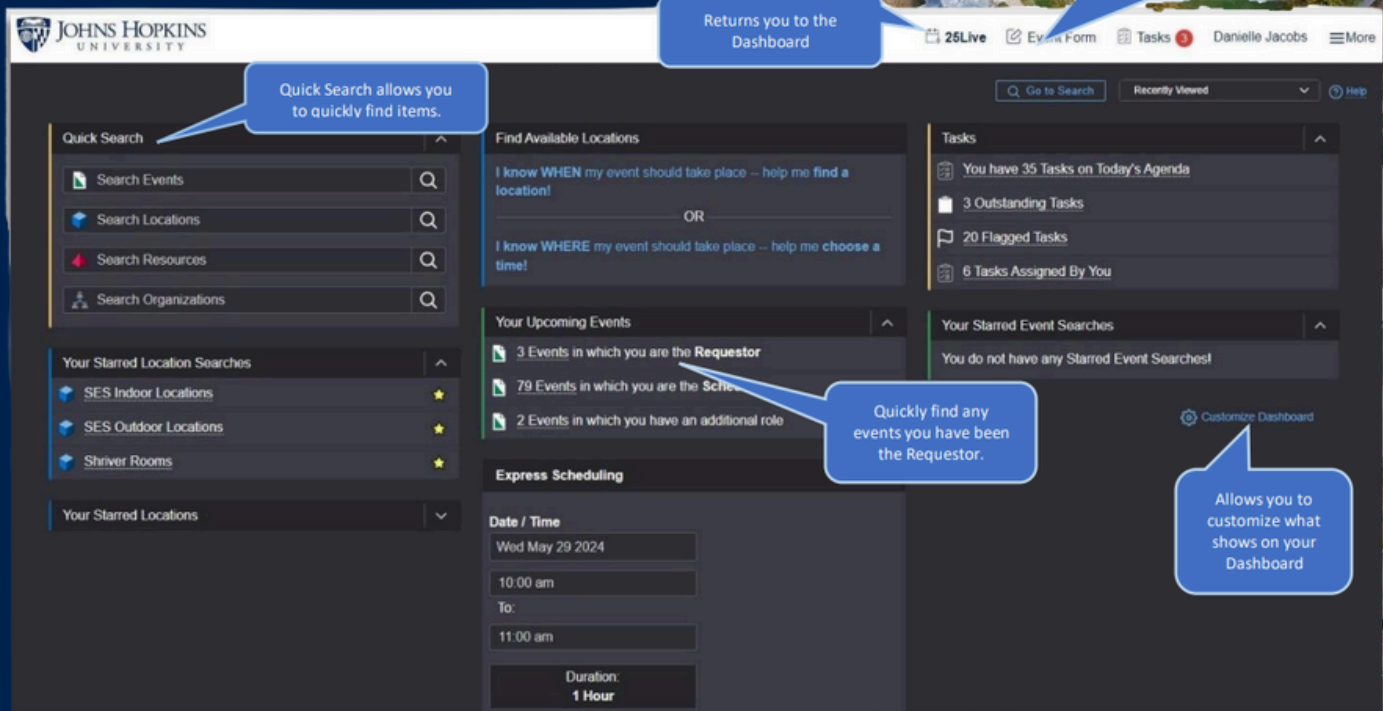 Returns you to the
Dashboard
JOHNS HOPKINS
UNIVERSITY
25Live
Event Form
Tasks 3
Danielle Jacobs
More
Quick Search allows you
to quickly find items.
Go to Search
Recently Viewed
Help
Quick Search
Search Events
Search Locations
Search Resources
Search Organizations
Your Starred Location Searches
SES Indoor Locations
SES Outdoor Locations
Shriver Rooms
Your Starred Locations
Find Available Locations
I know WHEN my event should take place -- help me find a
location!
OR
I know WHERE my event should take place -- help me choose a
time!
Your Upcoming Events
3 Events in which you are the Requestor
79 Events in which you are the
2 Events in which you have an additional role
Quickly find any
events you have been
the Requestor.
Express Scheduling
Date / Time
Wed May 29 2024
10:00 am
To:
11:00 am
Duration:
1 Hour
Tasks
You have 35 Tasks on Today's Agenda
3 Outstanding Tasks
20 Flagged Tasks
6 Tasks Assigned By You
Your Starred Event Searches
You do not have any Starred Event Searches!
Customize Dashboard
Allows you to
customize what
shows on your
Dashboard